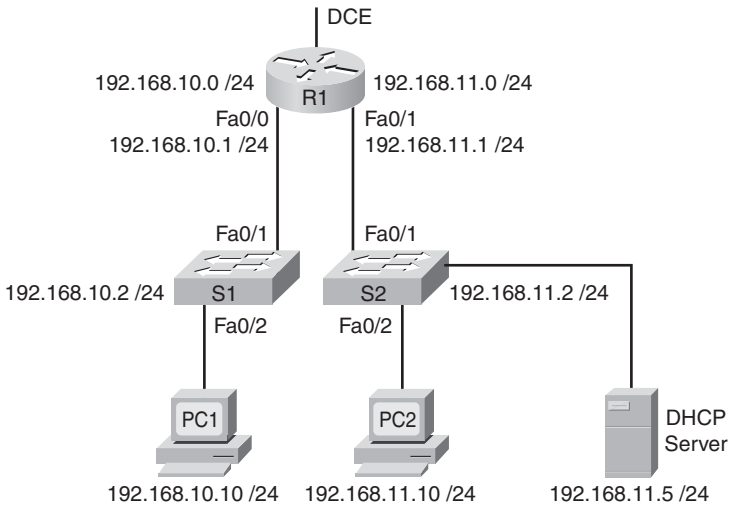 DCE
192.168.10.0 /24
192.168.11.0 /24
R1
Fa0/0
Fa0/1
192.168.10.1 /24
192.168.11.1 /24
Fa0/1
Fa0/1
192.168.10.2 /24
S1
S2
192.168.11.2 /24
Fa0/2
Fa0/2
PC1
PC2
DHCP
Server
192.168.10.10 /24
192.168.11.10 /24
192.168.11.5 /24